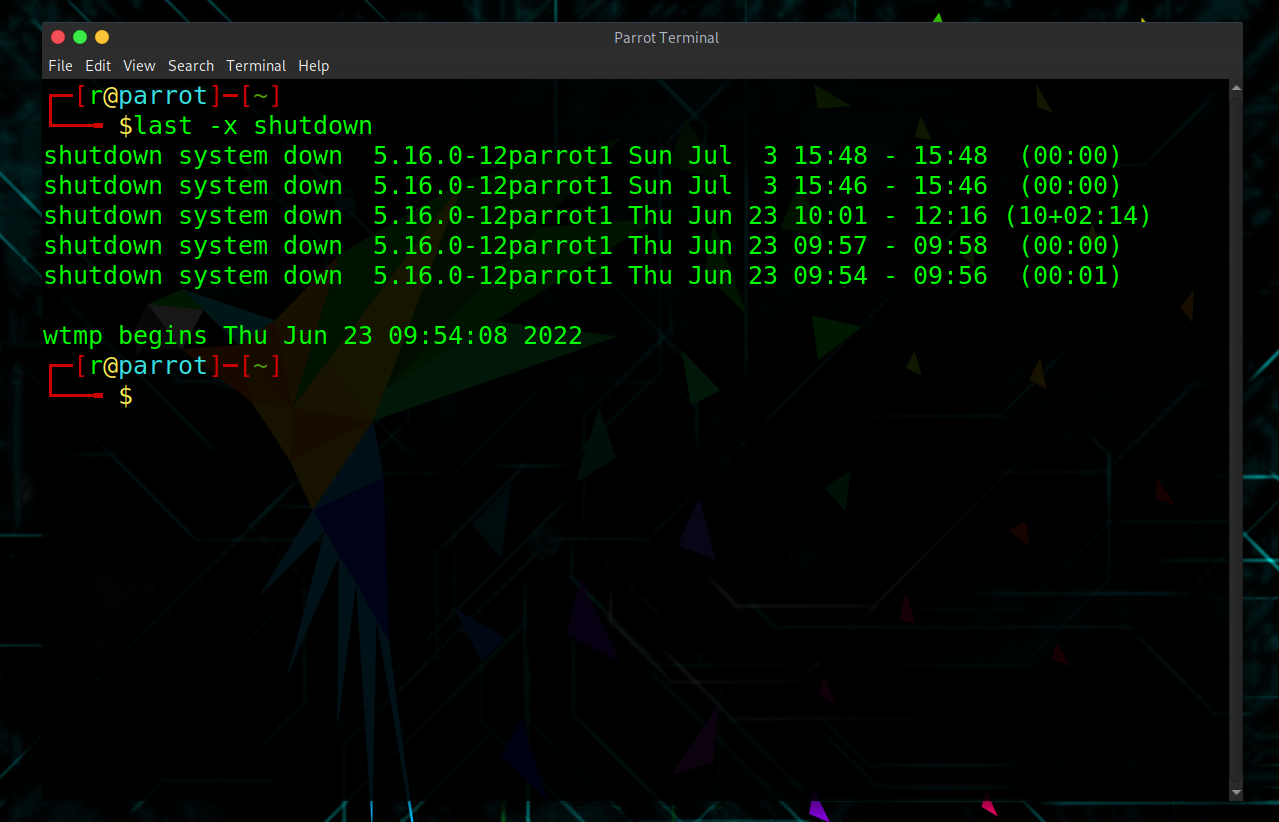 Parrot Terminal
File Edit View Search Terminal Help
┌─[r@parrot]─[~]
└──╼ $last -x shutdown
shutdown system down  5.16.0-12parrot1 Sun Jul  3 15:48 - 15:48  (00:00)
shutdown system down  5.16.0-12parrot1 Sun Jul  3 15:46 - 15:46  (00:00)
shutdown system down  5.16.0-12parrot1 Thu Jun 23 10:01 - 12:16 (10+02:14)
shutdown system down  5.16.0-12parrot1 Thu Jun 23 09:57 - 09:58  (00:00)
shutdown system down  5.16.0-12parrot1 Thu Jun 23 09:54 - 09:56  (00:01)
wtmp begins Thu Jun 23 09:54:08 2022
┌─[r@parrot]─[~]
└──╼ $